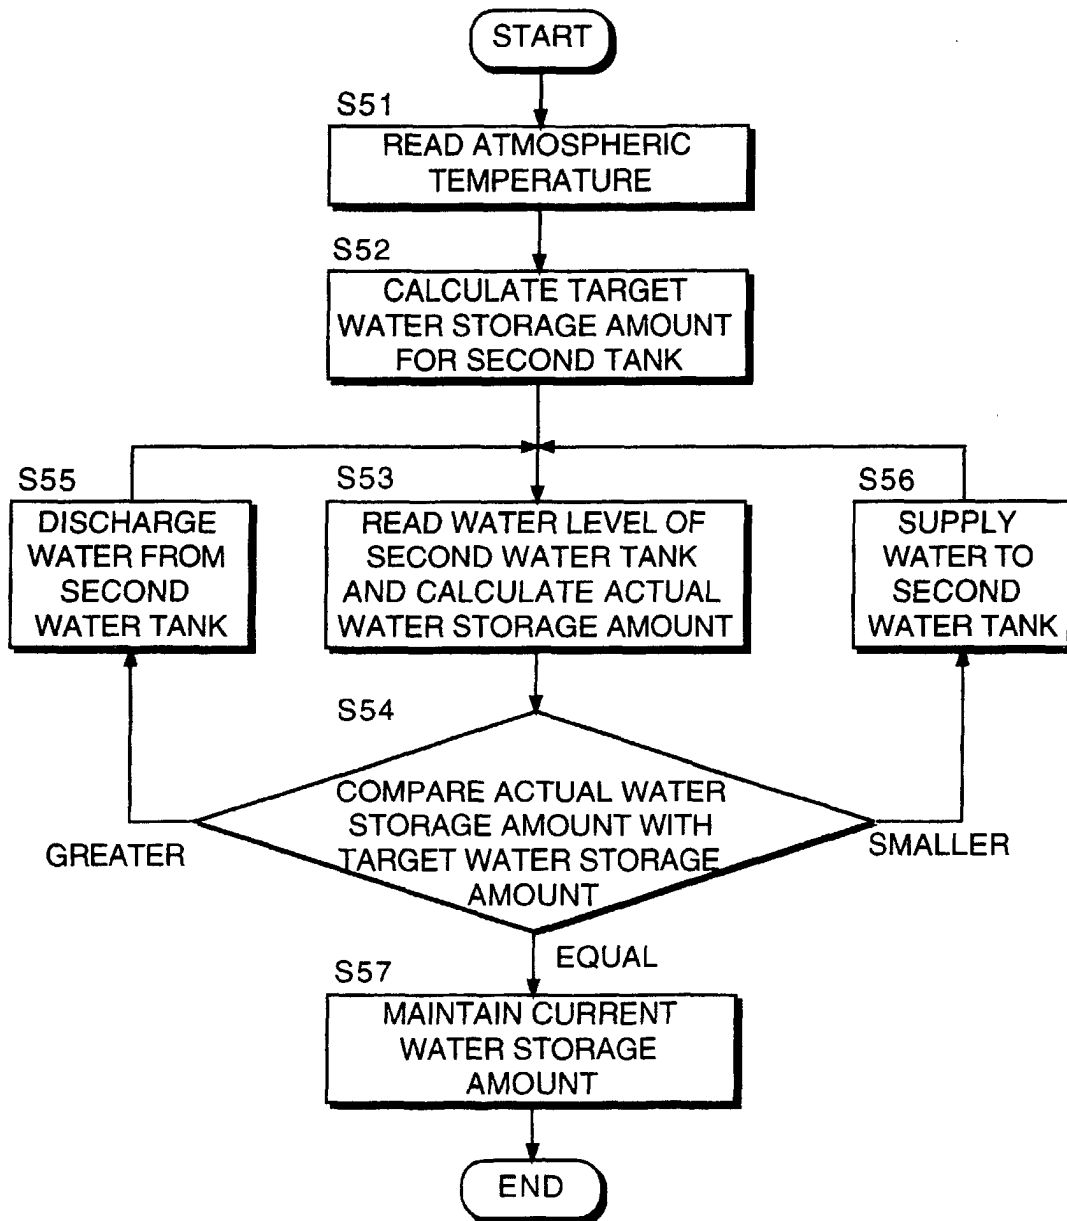 START
S51
READ ATMOSPHERIC
TEMPERATURE
S52
CALCULATE TARGET
WATER STORAGE AMOUNT
FOR SECOND TANK
S55
DISCHARGE
WATER FROM
SECOND
WATER TANK
S53
READ WATER LEVEL OF
SECOND WATER TANK
AND CALCULATE ACTUAL
WATER STORAGE AMOUNT
S56
SUPPLY
WATER TO
SECOND
WATER TANK
S54
COMPARE ACTUAL WATER
STORAGE AMOUNT WITH
TARGET WATER STORAGE
AMOUNT
GREATER
SMALLER
EQUAL
S57
MAINTAIN CURRENT
WATER STORAGE
AMOUNT
END